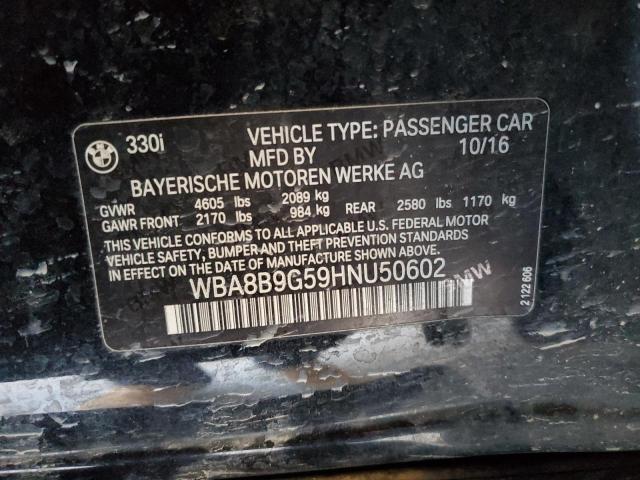 330i VEHICLE TYPE: PASSENGER CAR
MFD BY 10/16
BAYERISCHE MOTOREN WERKE AG
GVWR 4605 lbs 2089 kg
GAWR FRONT 2170 lbs 984 kg REAR 2580 lbs 1170 kg
THIS VEHICLE CONFORMS TO ALL APPLICABLE U.S. FEDERAL MOTOR
VEHICLE SAFETY, BUMPER AND THEFT PREVENTION STANDARDS
IN EFFECT ON THE DATE OF MANUFACTURE SHOWN ABOVE.
WBA8B9G59HNU50602
2 122 606
BMW